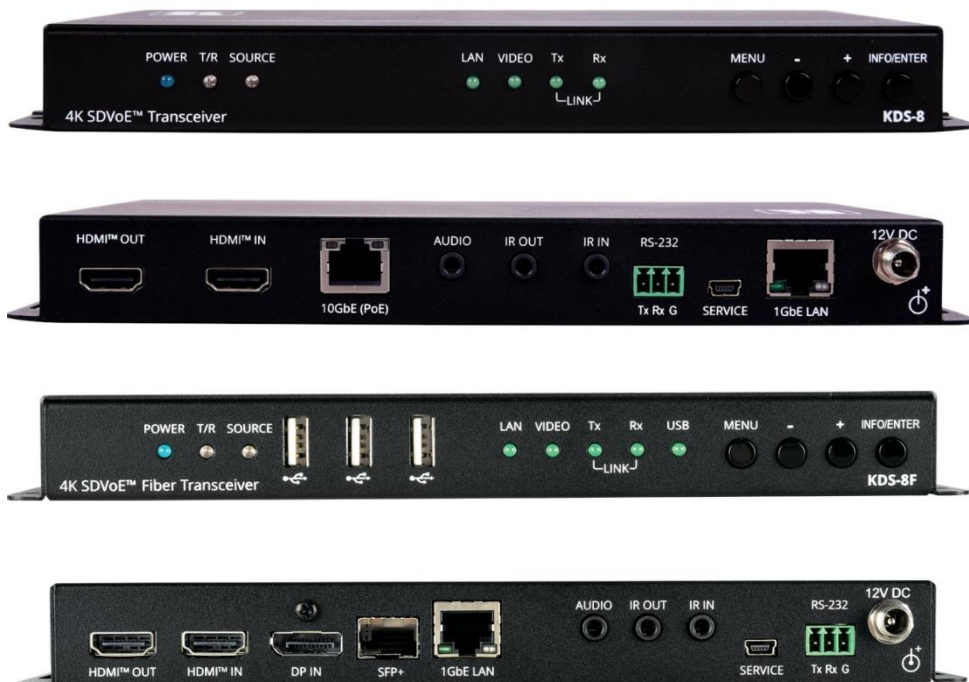 POWER T/R SOURCE LAN VIDEO Tx Rx MENU - + INFO/ENTER
LINK
4K SDVoE™ Transceiver KDS-8
HDMI™ OUT HDMI™ IN AUDIO IR OUT IR IN RS-232 12V DC
10GbE (PoE) Tx Rx G SERVICE 1GbE LAN
POWER T/R SOURCE LAN VIDEO Tx Rx USB MENU - + INFO/ENTER
LINK
4K SDVoE™ Fiber Transceiver KDS-8F
AUDIO IR OUT IR IN RS-232 12V DC
HDMI™ OUT HDMI™ IN DP IN SFP+ 1GbE LAN SERVICE Tx Rx G